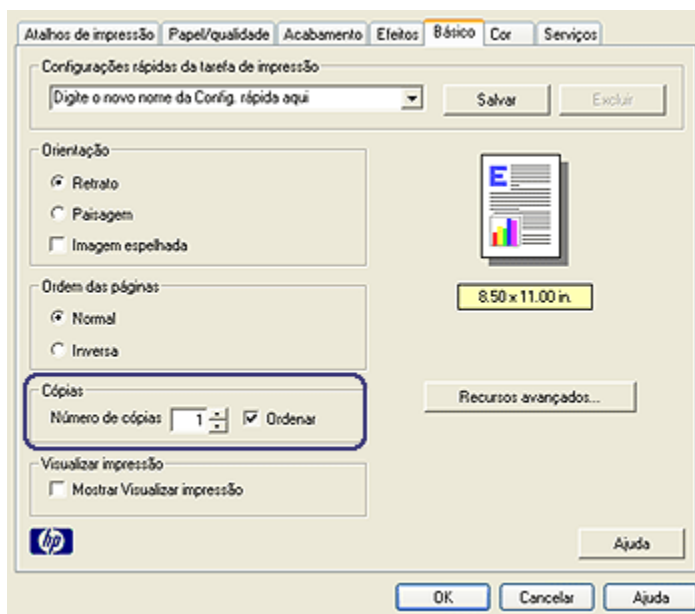 Atalhos de impressão Papel/qualidade Acabamento Efeitos Básico Cor Serviços
Configurações rápidas da tarefa de impressão
Digite o novo nome da Config. rápida aqui Salvar Excluir
Orientação
Retrato
Paisagem
Imagem espelhada
E
8.50 x 11.00 in.
Ordem das páginas
Normal
Inversa
Cópias
Número de cópias 1 Ordenar
Recursos avançados...
Visualizar impressão
Mostrar Visualizar impressão
hp
Ajuda
OK Cancelar Ajuda